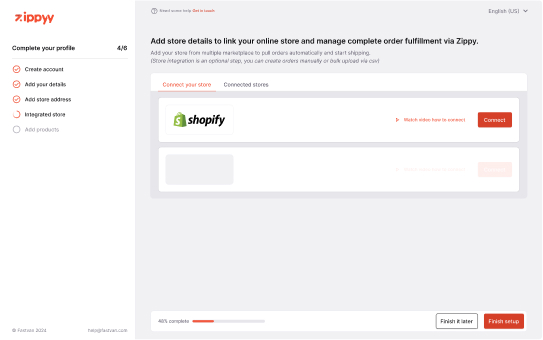 zippyy
Complete your profile 4/6
Create account
Add your details
Add store address
Integrated store
Add products
© Fastvan 2024 help@fastvan.com
Need some help Get in touch
English (US)
Add store details to link your online store and manage complete order fulfillment via Zippy.
Add your store from multiple marketplace to pull orders automatically and start shipping.
(Store integration is an optional step, you can create orders manually or bulk upload via csv)
Connect your store Connected stores
shopify
Watch video how to connect
Connect
48% complete
Finish it later
Finish setup